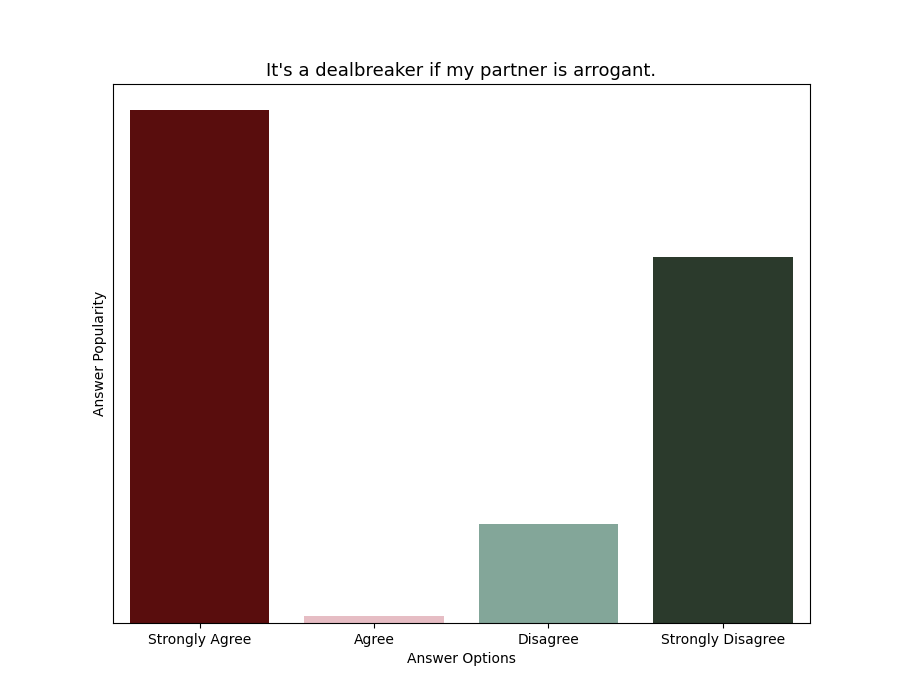 It's a dealbreaker if my partner is arrogant.
Answer Popularity
Strongly Agree
Agree
Disagree
Strongly Disagree
Answer Options